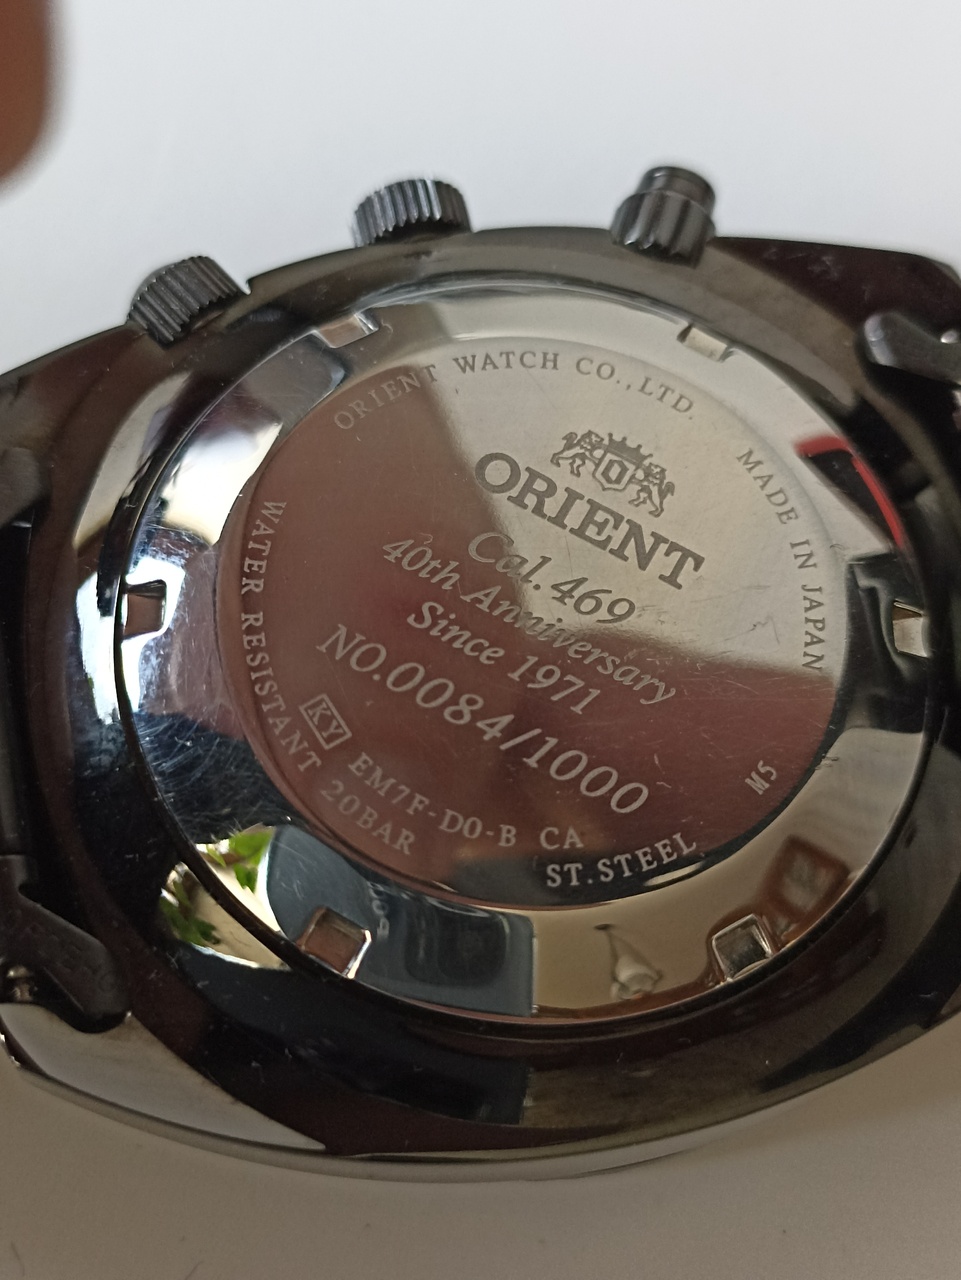 ORIENT WATCH CO.,LTD.
MADE IN JAPAN
ORIENT
Cal. 469
40th Anniversary
Since 1971
NO.0084/1000
KY EM7F-D0-B CA
WATER RESISTANT 20BAR
ST.STEEL
M5